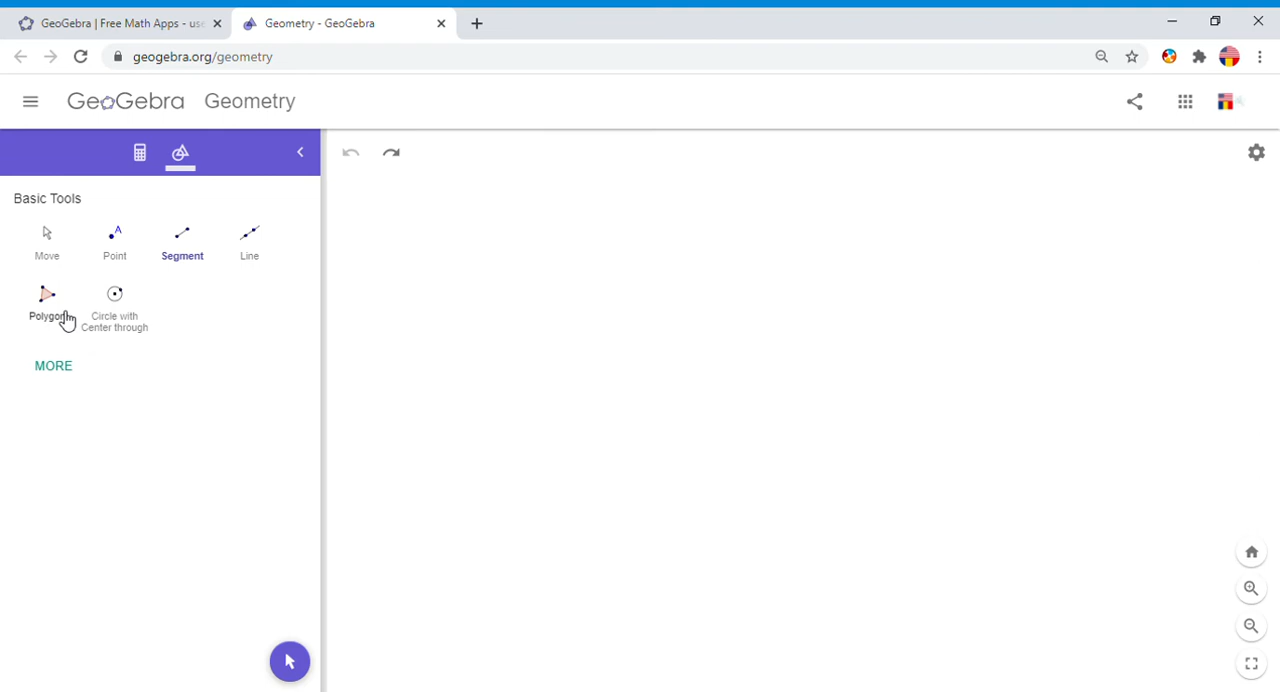 GeoGebra | Free Math Apps - use
Geometry - GeoGebra
geogebra.org/geometry
GeoGebra Geometry
Basic Tools
A
Move Point Segment Line
Polygon Circle with
Center through
MORE